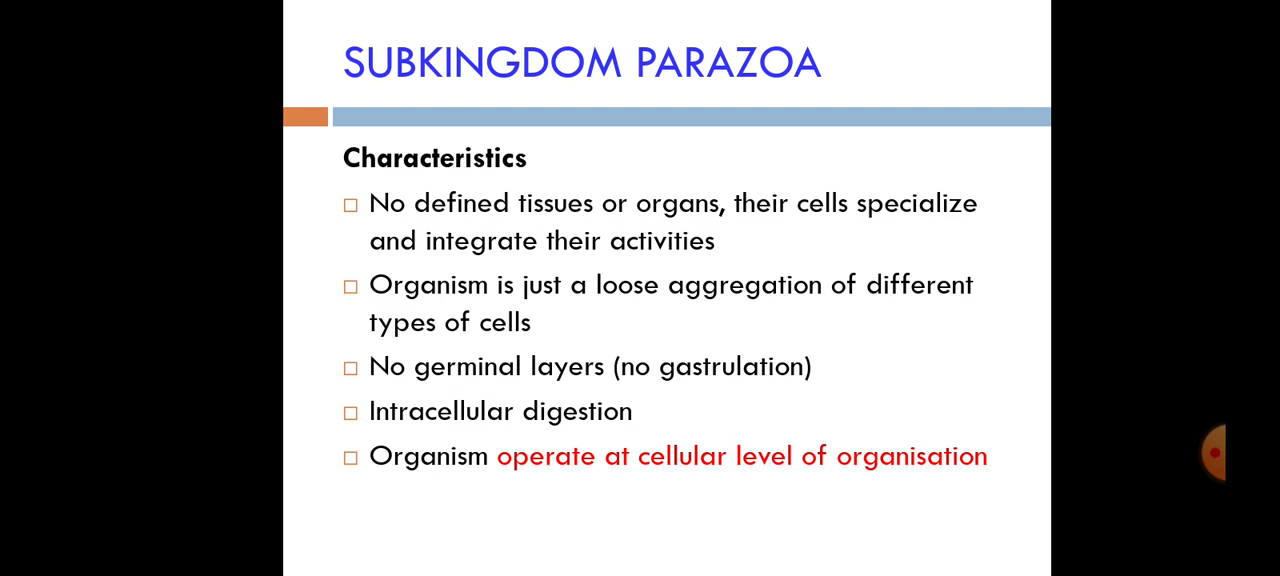 SUBKINGDOM PARAZOA
Characteristics
No defined tissues or organs, their cells specialize
and integrate their activities
Organism is just a loose aggregation of different
types of cells
No germinal layers (no gastrulation)
Intracellular digestion
Organism operate at cellular level of organisation